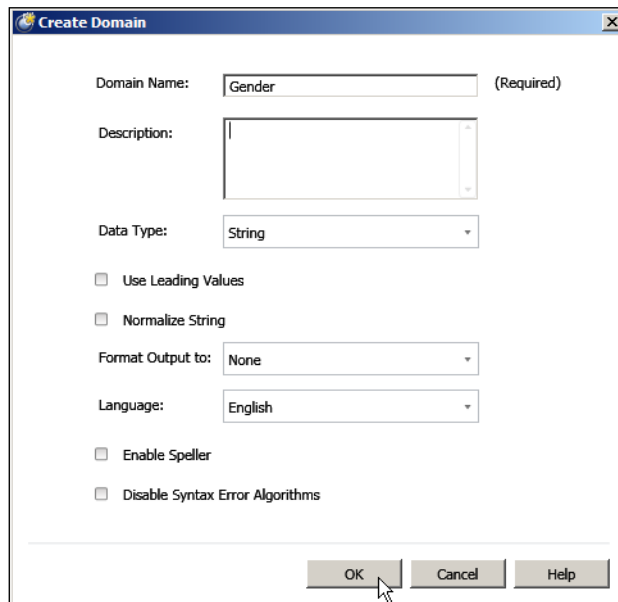 Create Domain
Domain Name: Gender (Required)
Description:
Data Type: String
Use Leading Values
Normalize String
Format Output to: None
Language: English
Enable Speller
Disable Syntax Error Algorithms
OK Cancel Help